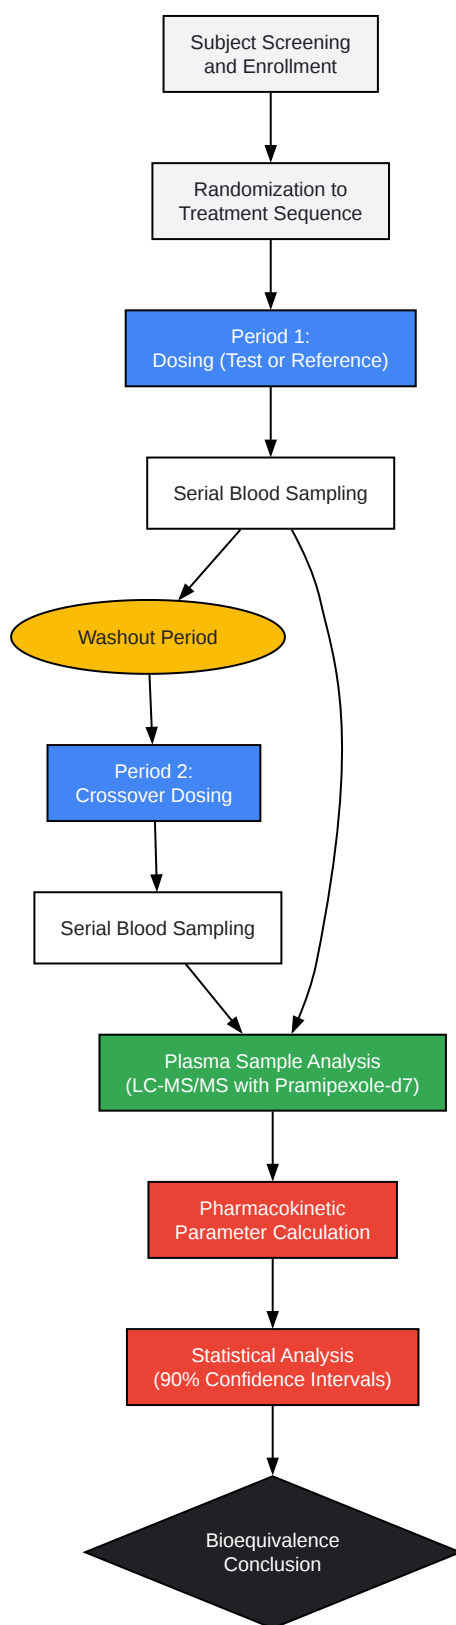 Subject Screening
and Enrollment
Randomization to
Treatment Sequence
Period 1:
Dosing (Test or Reference)
Serial Blood Sampling
Washout Period
Period 2:
Crossover Dosing
Serial Blood Sampling
Plasma Sample Analysis
(LC-MS/MS with Pramipexole-d7)
Pharmacokinetic
Parameter Calculation
Statistical Analysis
(90% Confidence Intervals)
Bioequivalence
Conclusion